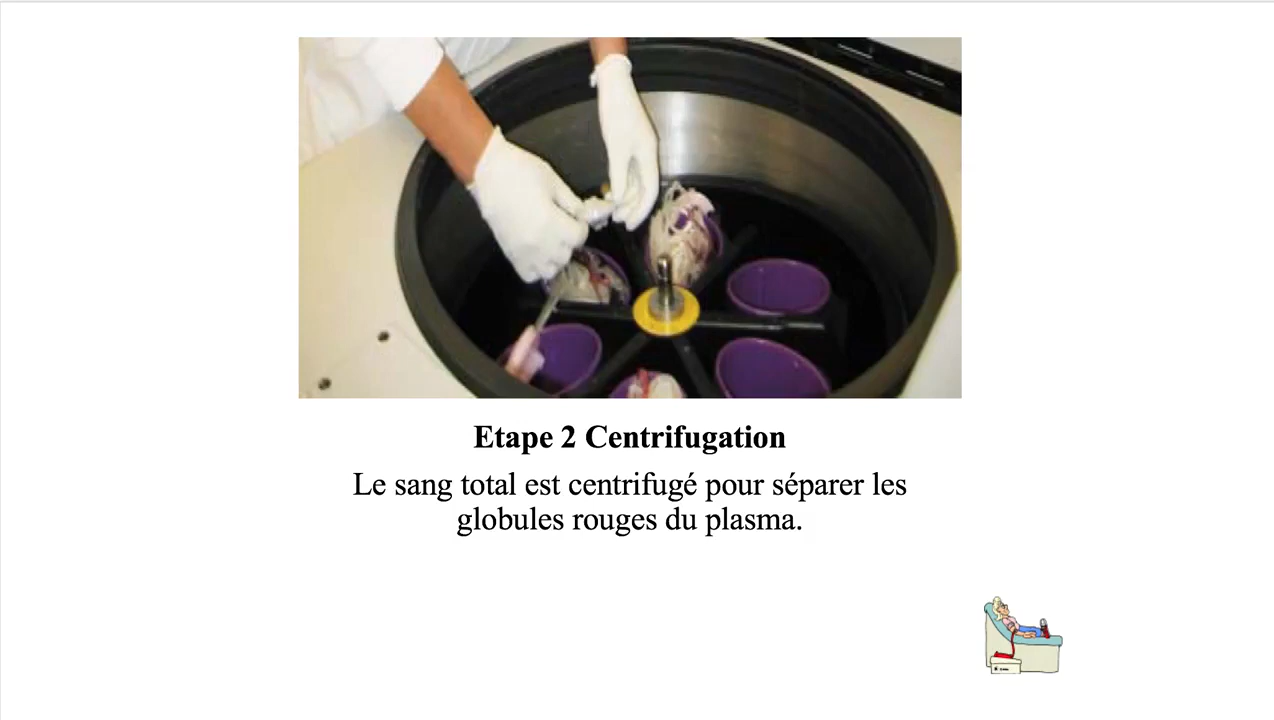 Etape 2 Centrifugation
Le sang total est centrifugé pour séparer les
globules rouges du plasma.